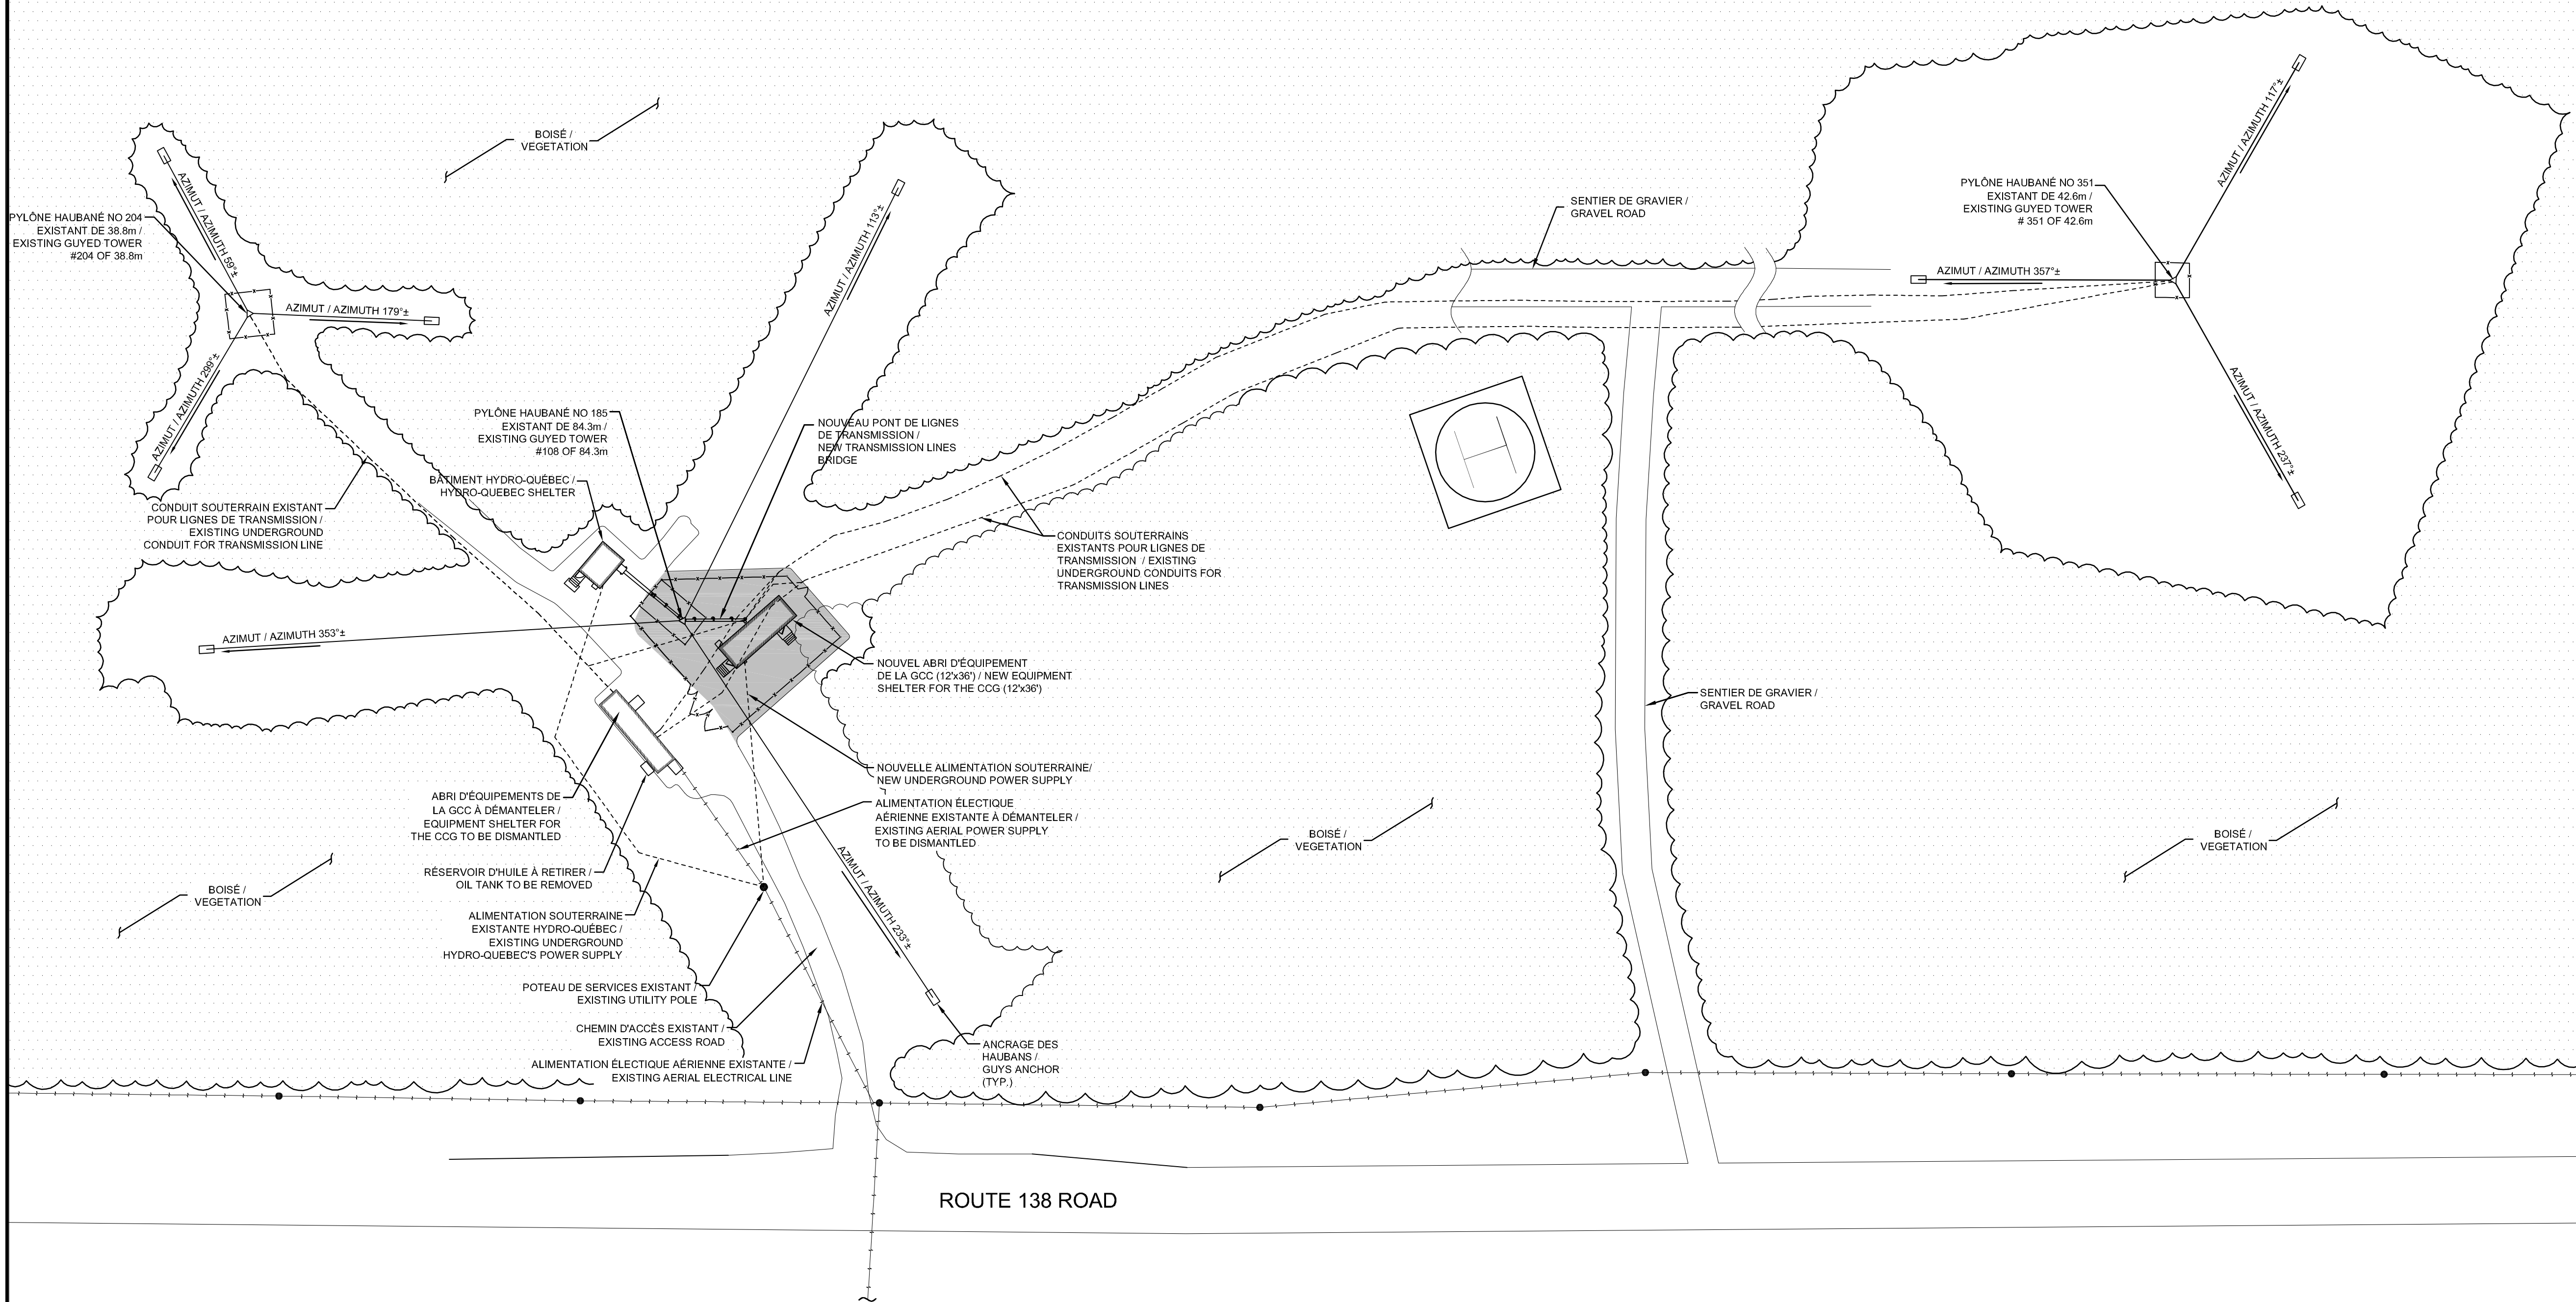 BOISÉ /
VEGETATION
AZIMUT / AZIMUTH 59°±
PYLÔNE HAUBANÉ NO 204
EXISTANT DE 38.8m /
EXISTING GUYED TOWER
#204 OF 38.8m
AZIMUT / AZIMUTH 179°±
AZIMUT / AZIMUTH 299°±
AZIMUT / AZIMUTH 113°±
SENTIER DE GRAVIER /
GRAVEL ROAD
PYLÔNE HAUBANÉ NO 351
EXISTANT DE 42.6m /
EXISTING GUYED TOWER
# 351 OF 42.6m
AZIMUT / AZIMUTH 117°±
AZIMUT / AZIMUTH 357°±
AZIMUT / AZIMUTH 237°±
PYLÔNE HAUBANÉ NO 185
EXISTANT DE 84.3m /
EXISTING GUYED TOWER
#108 OF 84.3m
NOUVEAU PONT DE LIGNES
DE TRANSMISSION /
NEW TRANSMISSION LINES
BRIDGE
BÂTIMENT HYDRO-QUÉBEC /
HYDRO-QUEBEC SHELTER
CONDUIT SOUTERRAIN EXISTANT
POUR LIGNES DE TRANSMISSION /
EXISTING UNDERGROUND
CONDUIT FOR TRANSMISSION LINE
CONDUITS SOUTERRAINS
EXISTANTS POUR LIGNES DE
TRANSMISSION / EXISTING
UNDERGROUND CONDUITS FOR
TRANSMISSION LINES
AZIMUT / AZIMUTH 353°±
NOUVEL ABRI D'ÉQUIPEMENT
DE LA GCC (12'x36') / NEW EQUIPMENT
SHELTER FOR THE CCG (12'x36')
SENTIER DE GRAVIER /
GRAVEL ROAD
NOUVELLE ALIMENTATION SOUTERRAINE/
NEW UNDERGROUND POWER SUPPLY
ABRI D'ÉQUIPEMENTS DE
LA GCC À DÉMANTELER /
EQUIPMENT SHELTER FOR
THE CCG TO BE DISMANTLED
ALIMENTATION ÉLECTIQUE
AÉRIENNE EXISTANTE À DÉMANTELER /
EXISTING AERIAL POWER SUPPLY
TO BE DISMANTLED
BOISÉ /
VEGETATION
BOISÉ /
VEGETATION
RÉSERVOIR D'HUILE À RETIRER /
OIL TANK TO BE REMOVED
BOISÉ /
VEGETATION
AZIMUT / AZIMUTH 233°±
ALIMENTATION SOUTERRAINE
EXISTANTE HYDRO-QUÉBEC /
EXISTING UNDERGROUND
HYDRO-QUEBEC'S POWER SUPPLY
POTEAU DE SERVICES EXISTANT /
EXISTING UTILITY POLE
CHEMIN D'ACCÈS EXISTANT /
EXISTING ACCESS ROAD
ANCRAGE DES
HAUBANS /
GUYS ANCHOR
(TYP.)
ALIMENTATION ÉLECTIQUE AÉRIENNE EXISTANTE /
EXISTING AERIAL ELECTRICAL LINE
ROUTE 138 ROAD
H